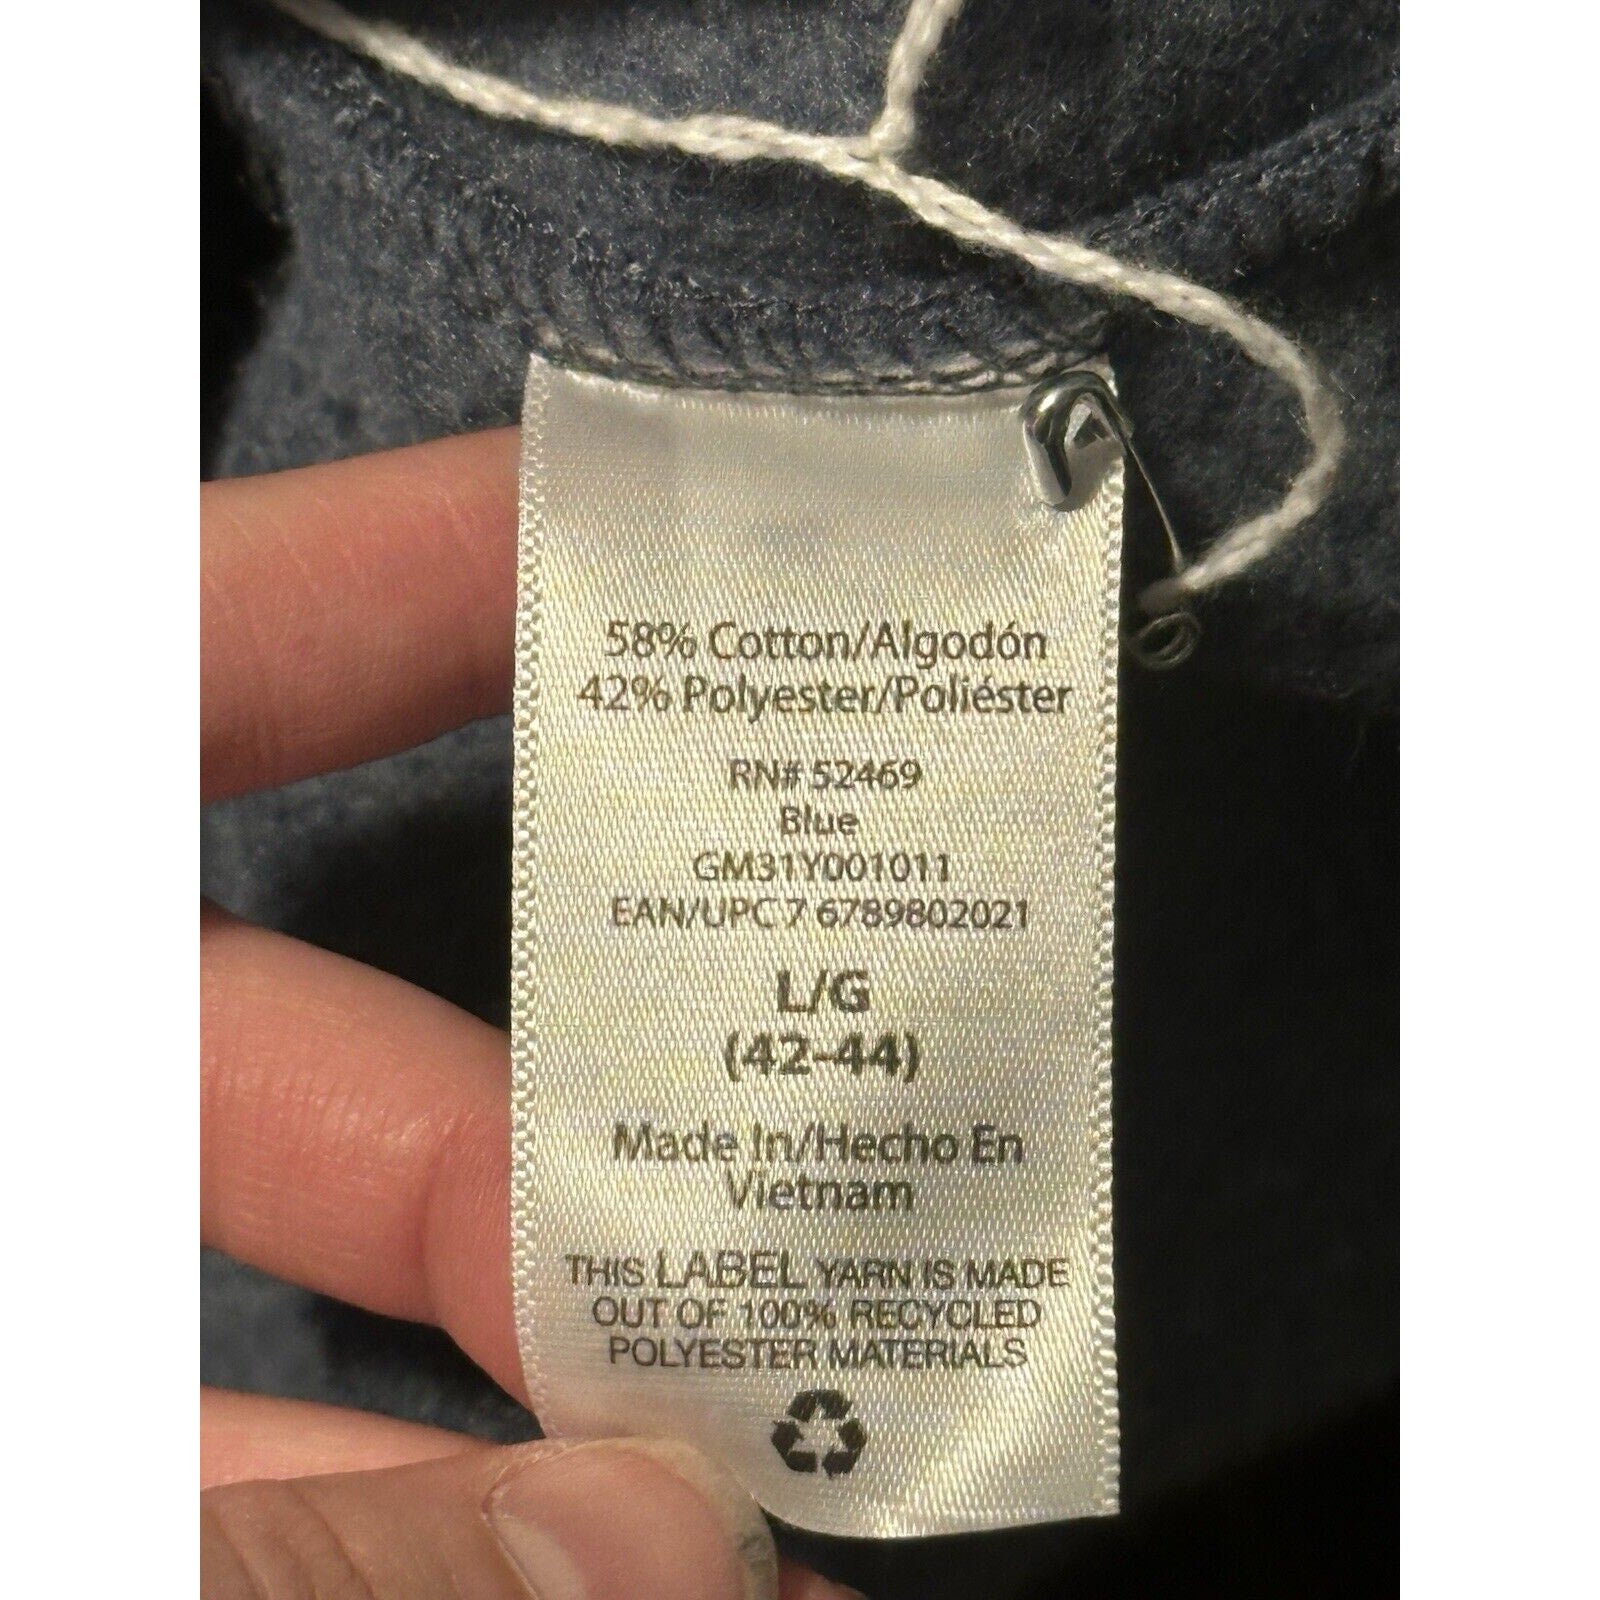 58% Cotton/Algodón
42% Polyester/Poliéster
RN# 52469
Blue
GM31Y001011
EAN/UPC 7 6789802021
L/G
(42-44)
Made In/Hecho En
Vietnam
THIS LABEL YARN IS MADE
OUT OF 100% RECYCLED
POLYESTER MATERIALS